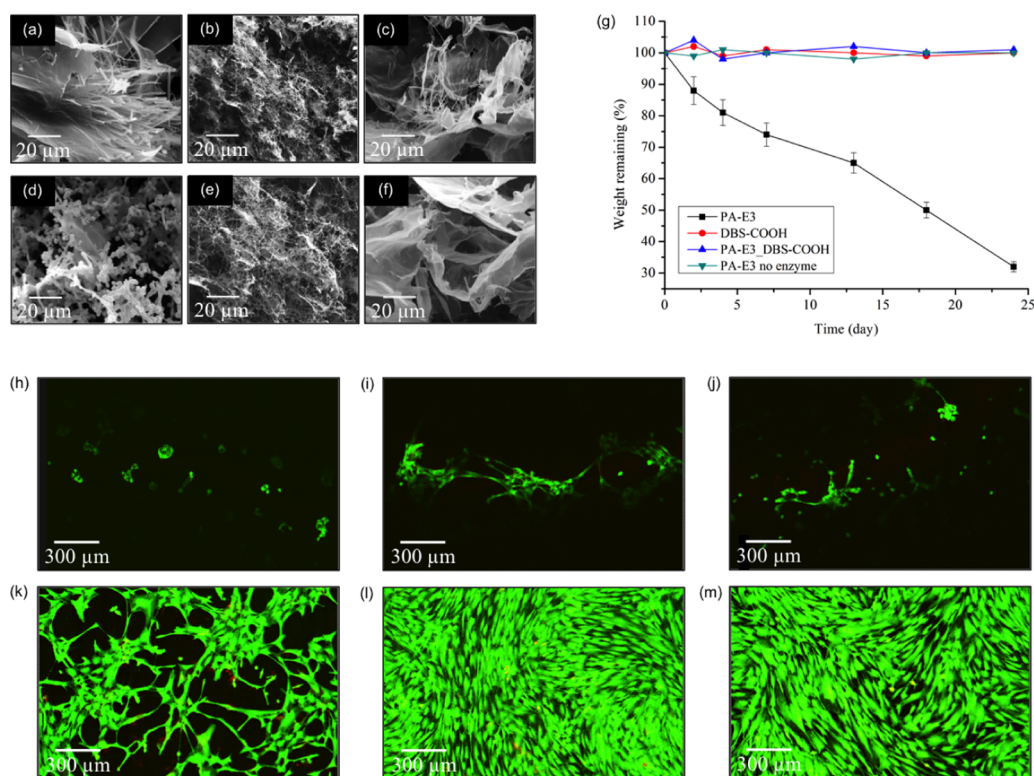 (a)
20 µm
(b)
20 µm
(c)
20 µm
(d)
20 µm
(e)
20 µm
(f)
20 µm
(g)
110
100
90
80
70
60
50
40
30
Weight remaining (%)
PA-E3
DBS-COOH
PA-E3_DBS-COOH
PA-E3 no enzyme
0 5 10 15 20 25
Time (day)
(h)
300 µm
(i)
300 µm
(j)
300 µm
(k)
300 µm
(l)
300 µm
(m)
300 µm